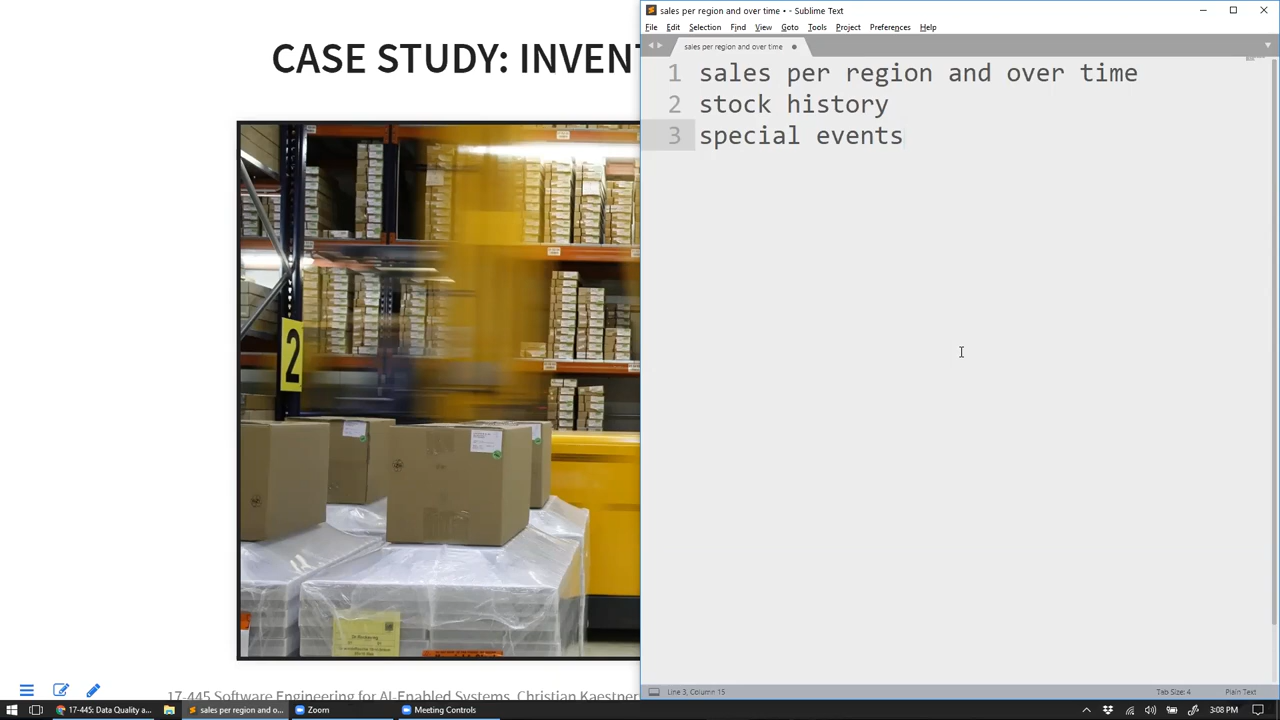 CASE STUDY: INVENT
sales per region and over time • - Sublime Text
File Edit Selection Find View Goto Tools Project Preferences Help
sales per region and over time
1 sales per region and over time
2 stock history
3 special events
2
17-445 Software Engineering for AI-Enabled Systems, Christian Kaestner
Line 3, Column 15
Tab Size: 4
Plain Text
17-445: Data Quality a...
sales per region and o...
Zoom
Meeting Controls
3:08 PM